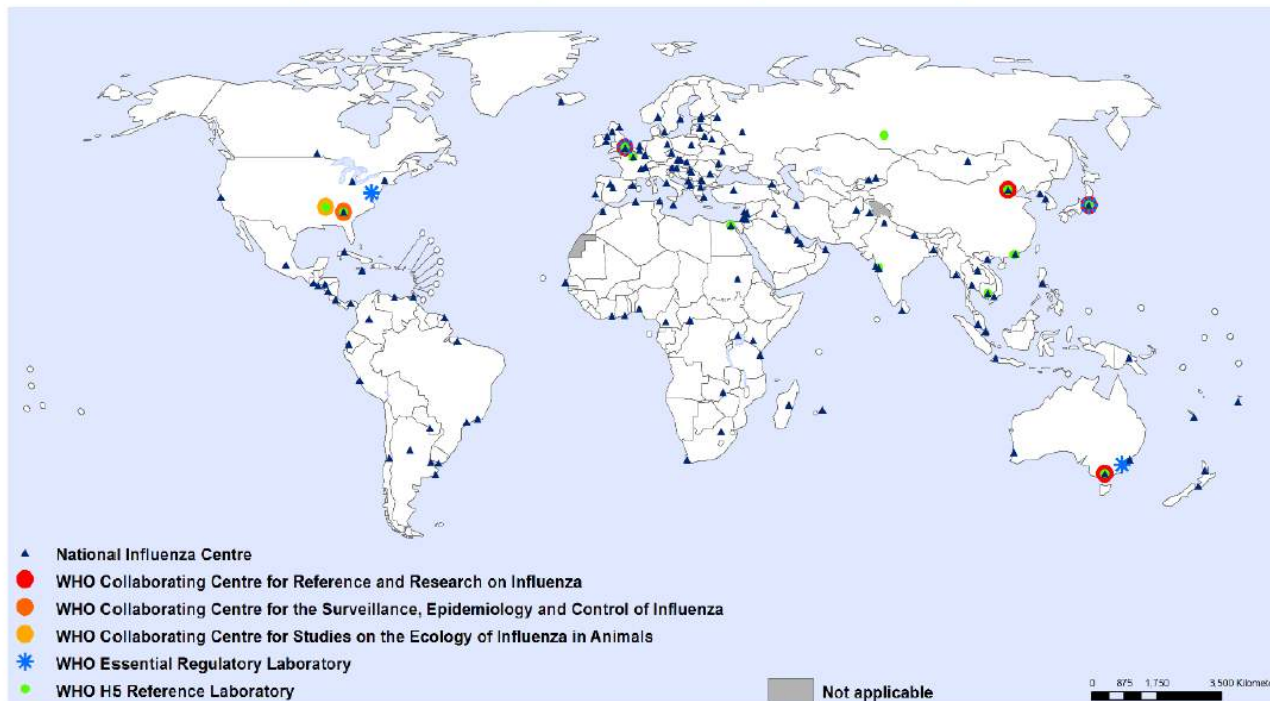 National Influenza Centre
WHO Collaborating Centre for Reference and Research on Influenza
WHO Collaborating Centre for the Surveillance, Epidemiology and Control of Influenza
WHO Collaborating Centre for Studies on the Ecology of Influenza in Animals
WHO Essential Regulatory Laboratory
WHO H5 Reference Laboratory
Not applicable
0 875 1,750 3,500 Kilomete